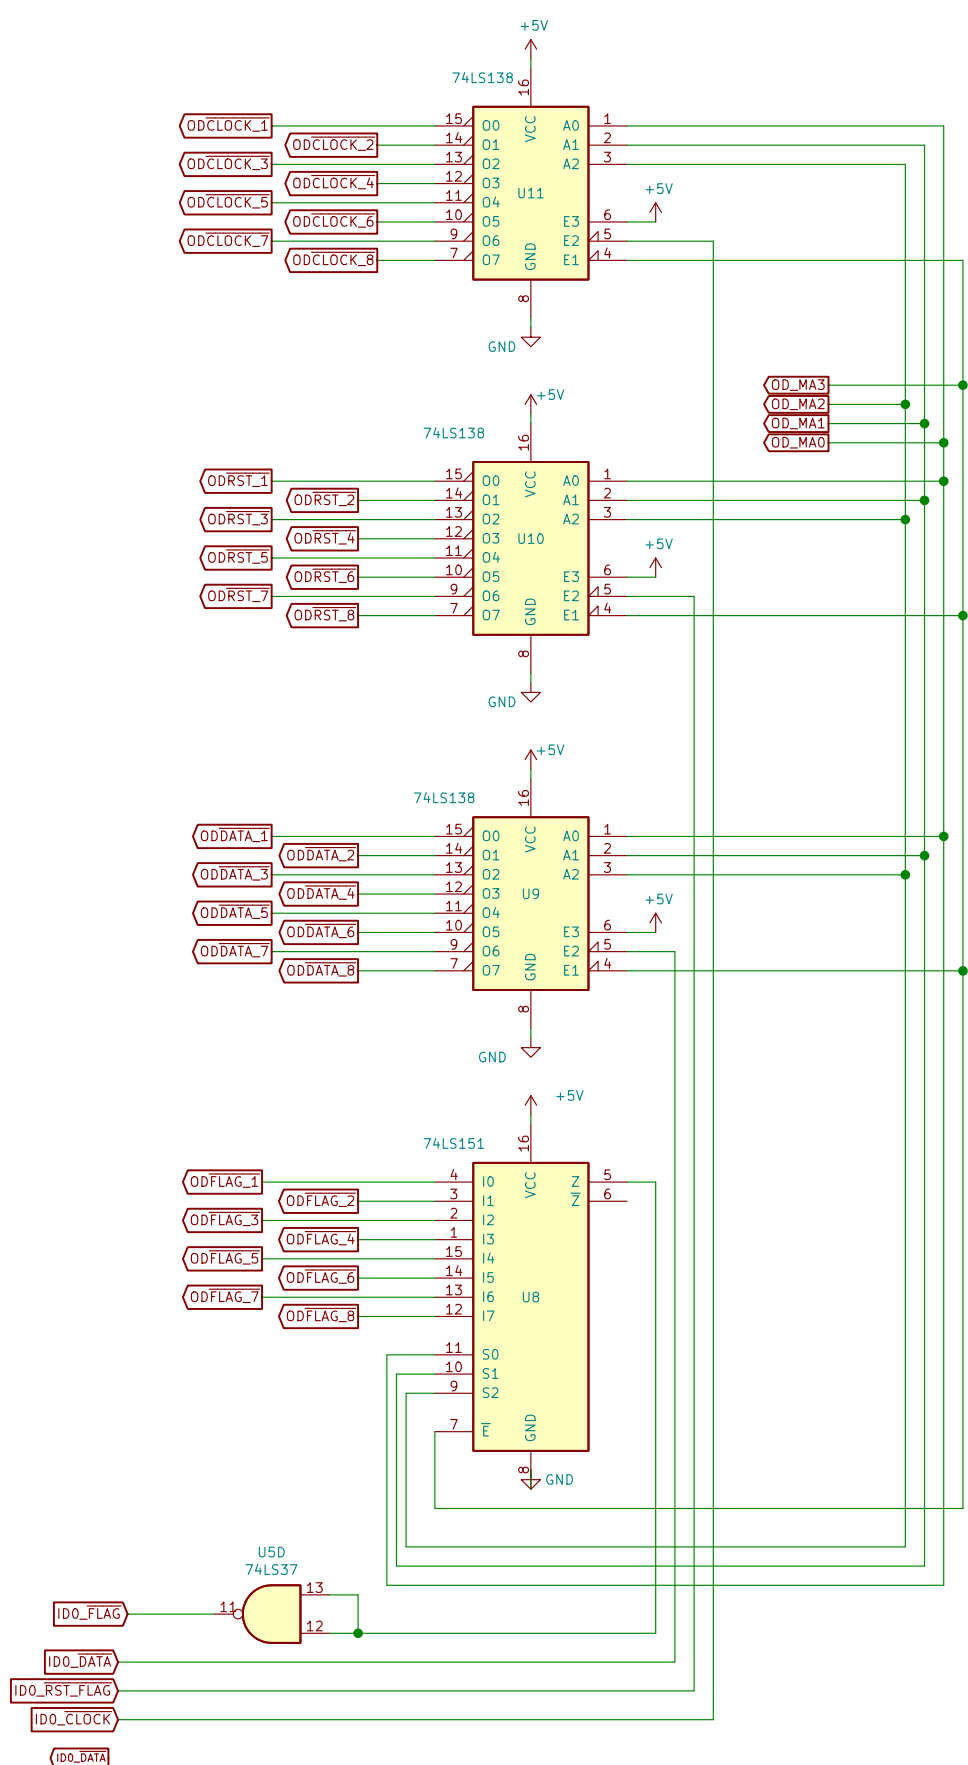 +5V
74LS138
16
VCC
ODCLOCK_1 15 O0 A0 1
ODCLOCK_2 14 O1 A1 2
ODCLOCK_3 13 O2 A2 3
ODCLOCK_4 12 O3
U11
+5V
ODCLOCK_5 11 O4
ODCLOCK_6 10 O5 E3 6
ODCLOCK_7 9 O6 E2 5
ODCLOCK_8 7 O7 E1 4
GND
8
GND
OD_MA3
OD_MA2
OD_MA1
OD_MA0
+5V
74LS138
16
VCC
ODRST_1 15 O0 A0 1
ODRST_2 14 O1 A1 2
ODRST_3 13 O2 A2 3
ODRST_4 12 O3 U10
+5V
ODRST_5 11 O4
ODRST_6 10 O5 E3 6
ODRST_7 9 O6 E2 5
ODRST_8 7 O7 E1 4
GND
8
GND
+5V
74LS138
16
VCC
ODDATA_1 15 O0 A0 1
ODDATA_2 14 O1 A1 2
ODDATA_3 13 O2 A2 3
ODDATA_4 12 O3 U9
+5V
ODDATA_5 11 O4
ODDATA_6 10 O5 E3 6
ODDATA_7 9 O6 E2 5
ODDATA_8 7 O7 E1 4
GND
8
GND
+5V
74LS151
16
VCC
ODFLAG_1 4 I0 Z 5
ODFLAG_2 3 I1 Z 6
ODFLAG_3 2 I2
ODFLAG_4 1 I3
ODFLAG_5 15 I4
ODFLAG_6 14 I5
ODFLAG_7 13 I6 U8
ODFLAG_8 12 I7
11 S0
10 S1
9 S2
7 E
GND
8
GND
U5D
74LS37
13
IDO_FLAG 11
12
IDO_DATA
IDO_RST_FLAG
IDO_CLOCK
IDO_DATA